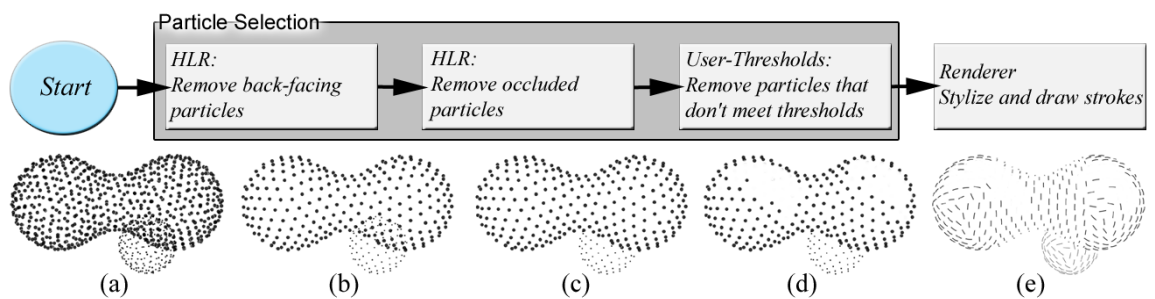 Particle Selection
Start
HLR:
Remove back-facing
particles
HLR:
Remove occluded
particles
User-Thresholds:
Remove particles that
don't meet thresholds
Renderer
Stylize and draw strokes
(a)
(b)
(c)
(d)
(e)